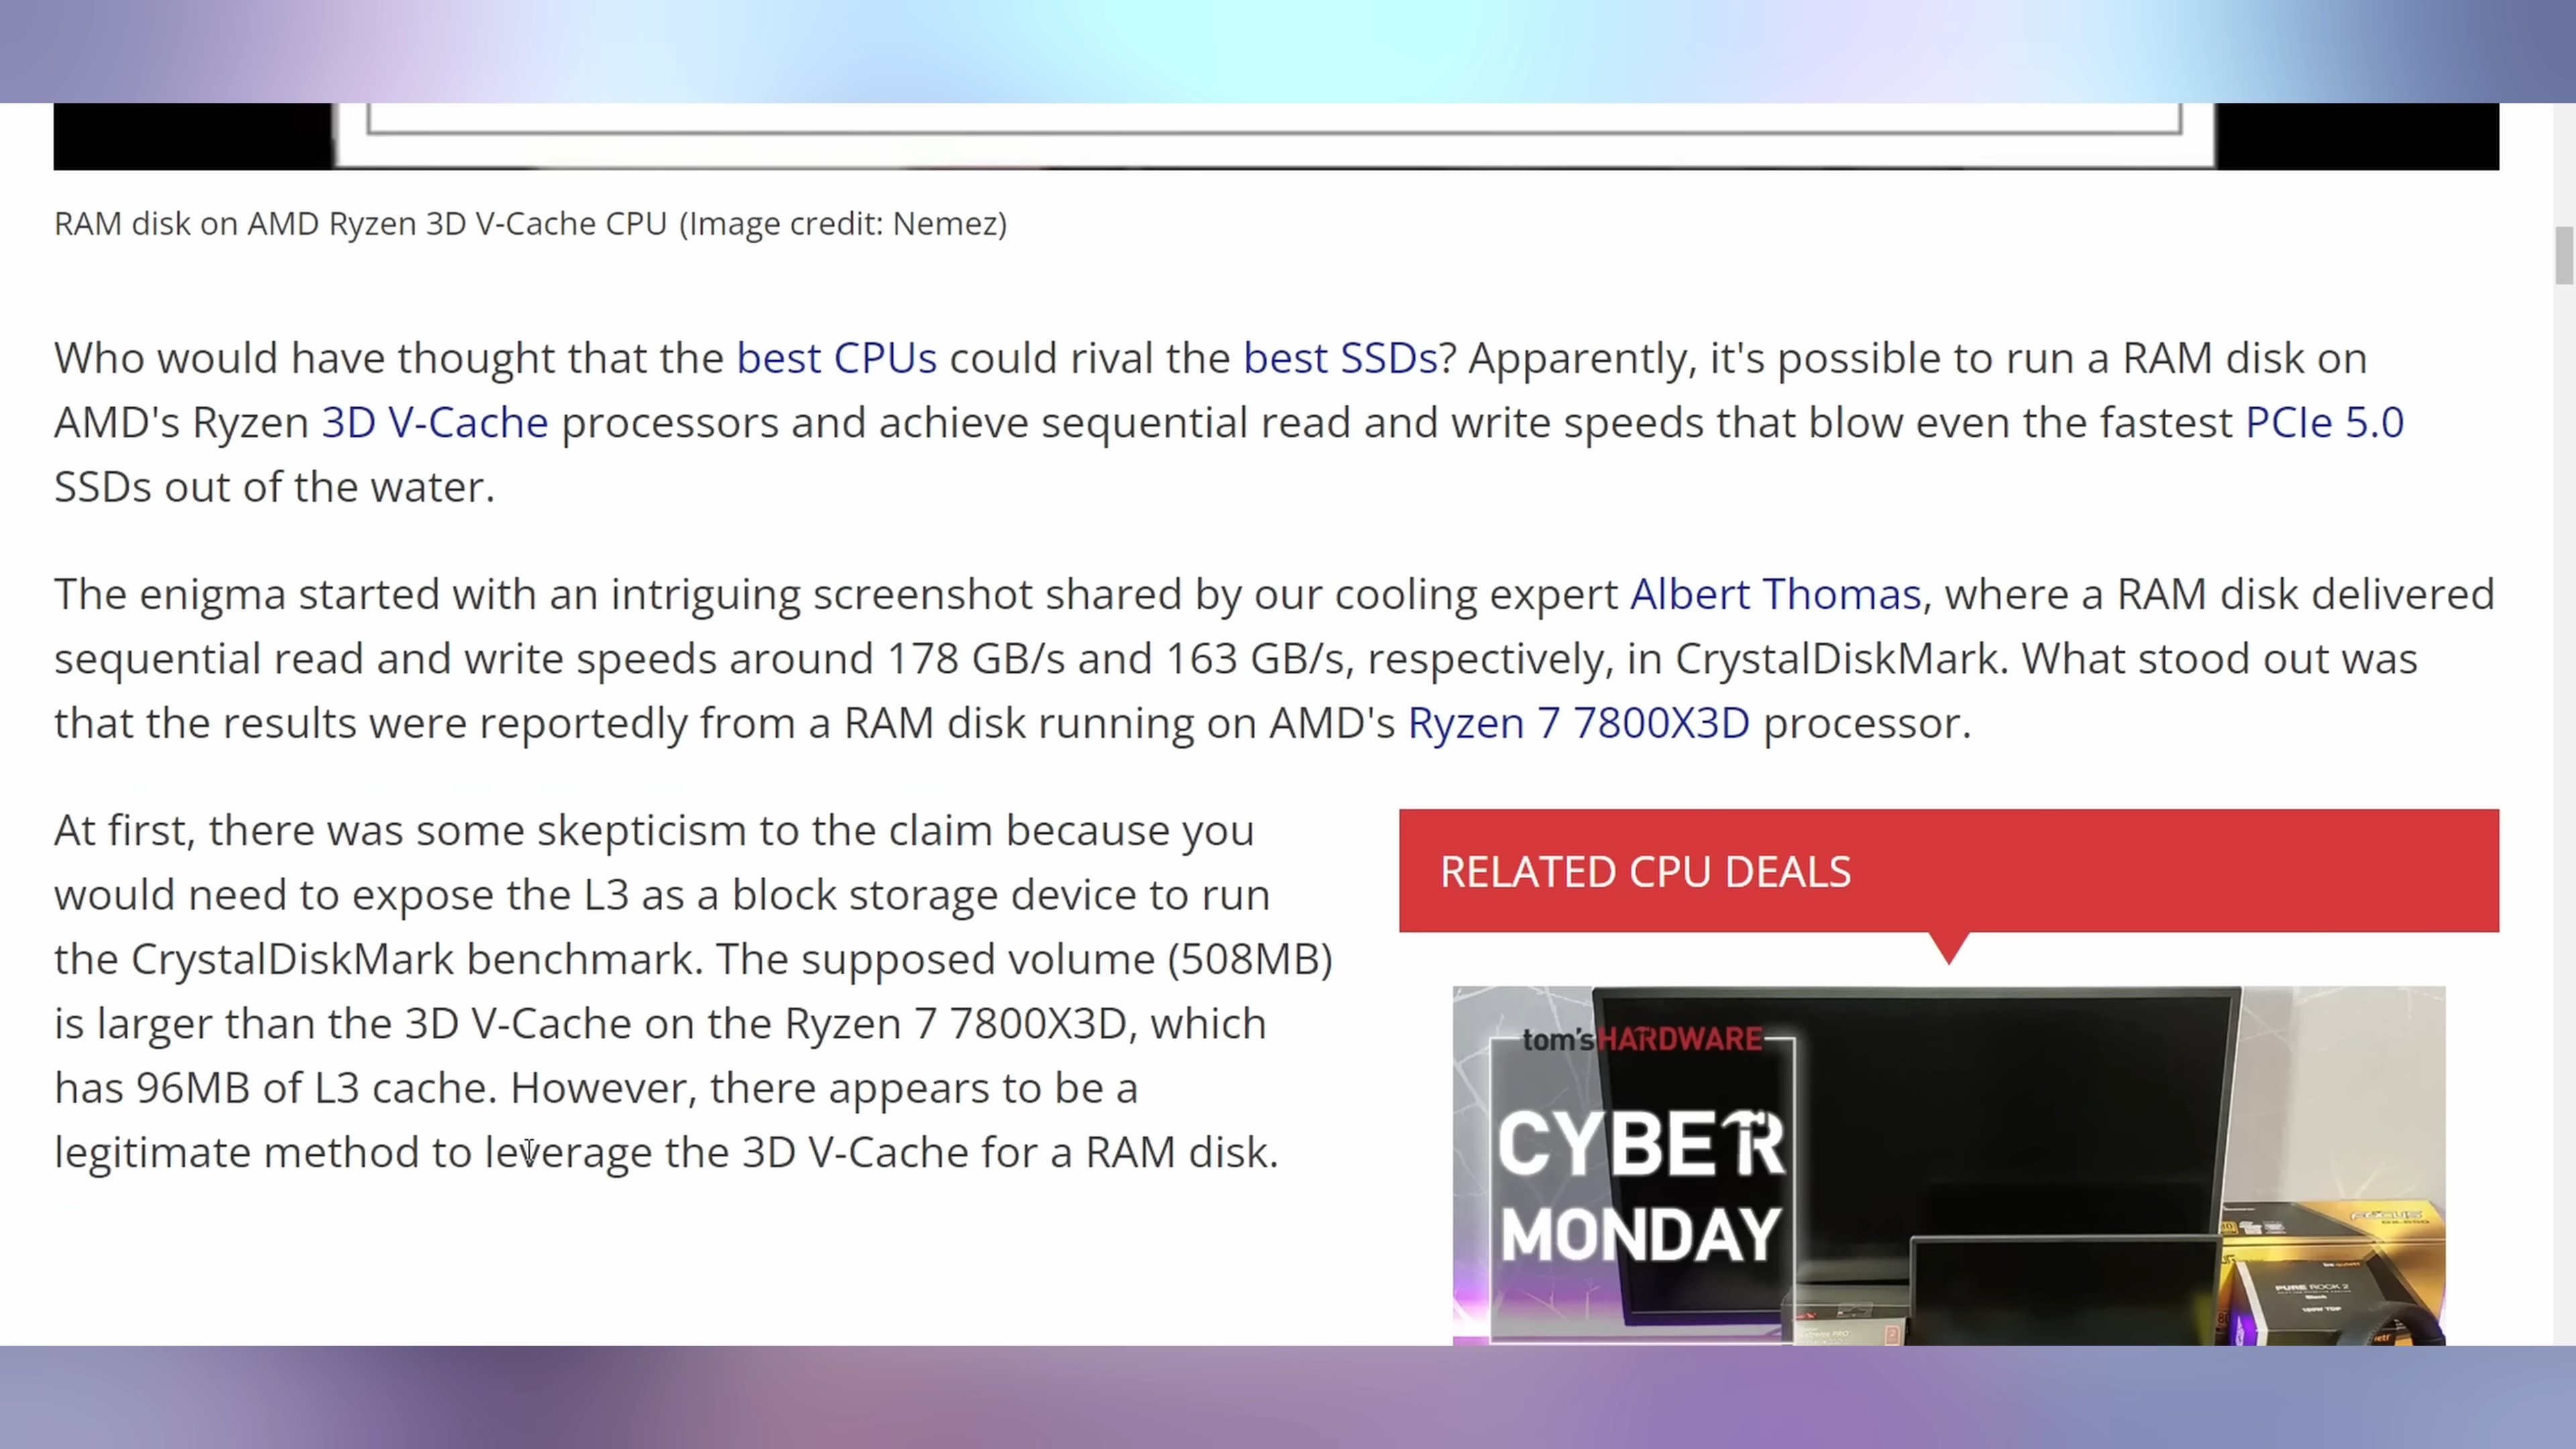 RAM disk on AMD Ryzen 3D V-Cache CPU (Image credit: Nemez)
Who would have thought that the best CPUs could rival the best SSDs? Apparently, it's possible to run a RAM disk on
AMD's Ryzen 3D V-Cache processors and achieve sequential read and write speeds that blow even the fastest PCIe 5.0
SSDs out of the water.
The enigma started with an intriguing screenshot shared by our cooling expert Albert Thomas, where a RAM disk delivered
sequential read and write speeds around 178 GB/s and 163 GB/s, respectively, in CrystalDiskMark. What stood out was
that the results were reportedly from a RAM disk running on AMD's Ryzen 7 7800X3D processor.
At first, there was some skepticism to the claim because you
would need to expose the L3 as a block storage device to run
the CrystalDiskMark benchmark. The supposed volume (508MB)
is larger than the 3D V-Cache on the Ryzen 7 7800X3D, which
has 96MB of L3 cache. However, there appears to be a
legitimate method to leverage the 3D V-Cache for a RAM disk.
RELATED CPU DEALS
tom's HARDWARE
CYBER
MONDAY
FOCUS
PURE ROCK 2
Black